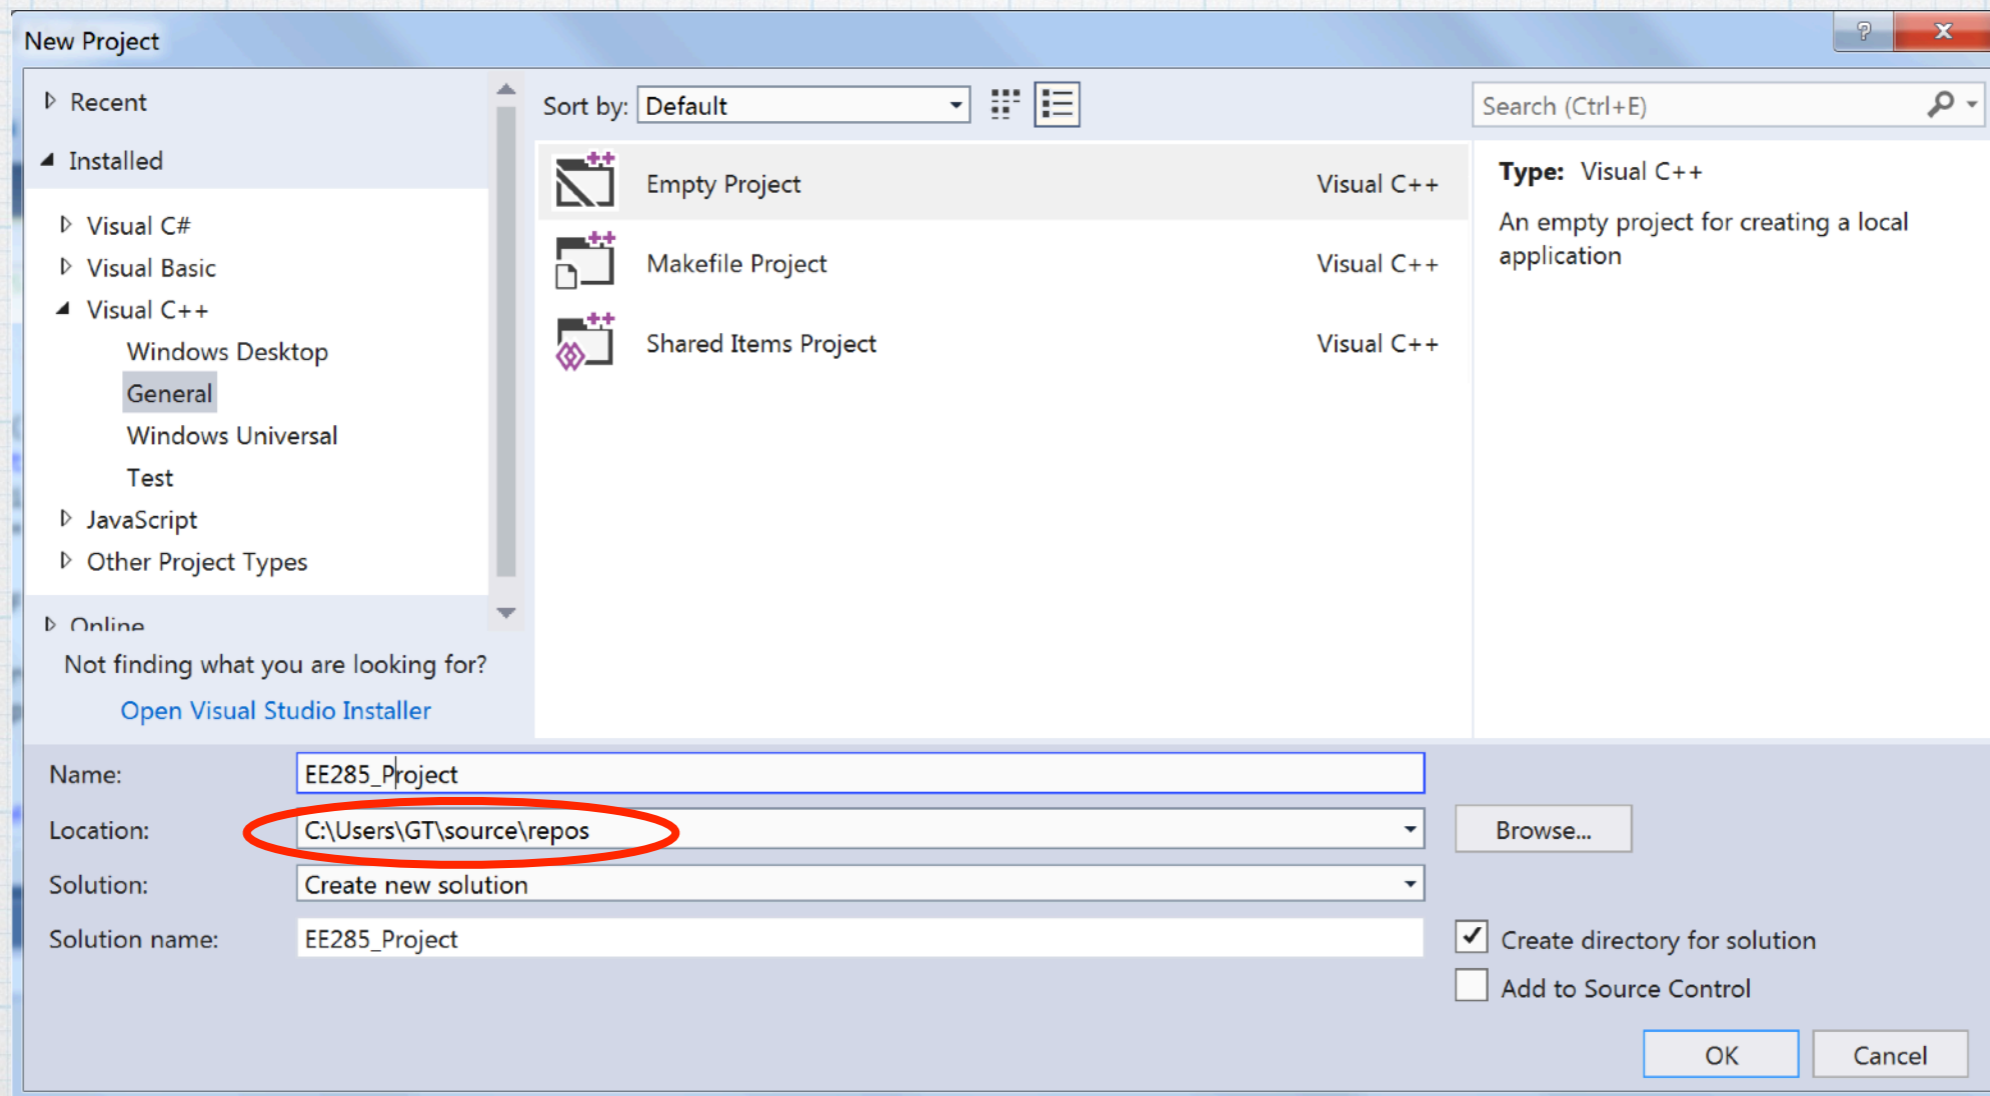 New Project
Recent
Installed
Visual C#
Visual Basic
Visual C++
Windows Desktop
General
Windows Universal
Test
JavaScript
Other Project Types
Online
Not finding what you are looking for?
Open Visual Studio Installer
Sort by: Default
Search (Ctrl+E)
Empty Project Visual C++
Makefile Project Visual C++
Shared Items Project Visual C++
Type: Visual C++
An empty project for creating a local
application
Name: EE285_Project
Location: C:\Users\GT\source\repos
Browse...
Solution: Create new solution
Solution name: EE285_Project
Create directory for solution
Add to Source Control
OK Cancel